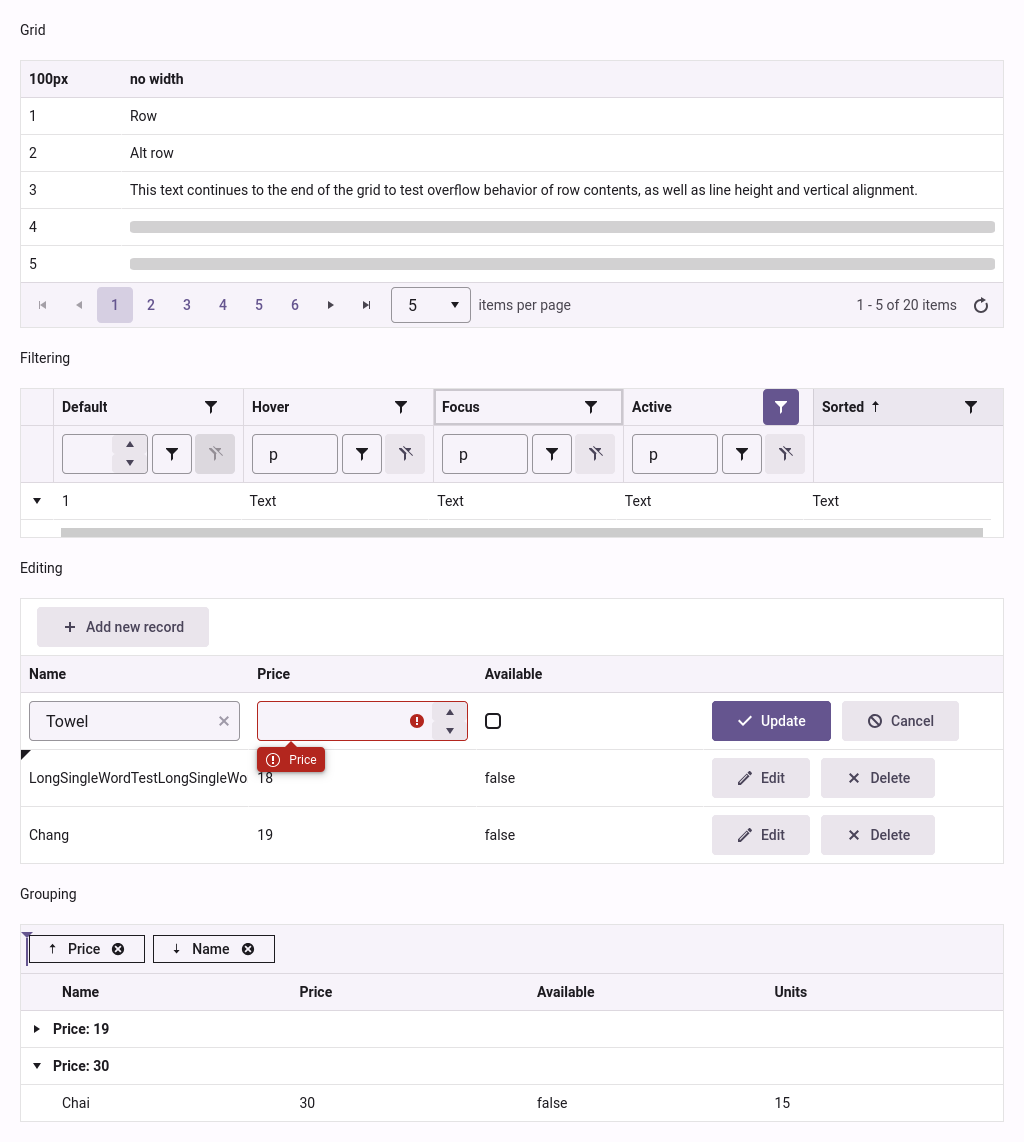 Grid
100px no width
1 Row
2 Alt row
3 This text continues to the end of the grid to test overflow behavior of row contents, as well as line height and vertical alignment.
4
5
1 2 3 4 5 6 5 items per page 1 - 5 of 20 items
Filtering
Default Hover Focus Active Sorted
p p p
1 Text Text Text Text
Editing
Add new record
Name Price Available
Towel Update Cancel
Price
LongSingleWordTestLongSingleWo 18 false Edit Delete
Chang 19 false Edit Delete
Grouping
Price Name
Name Price Available Units
Price: 19
Price: 30
Chai 30 false 15